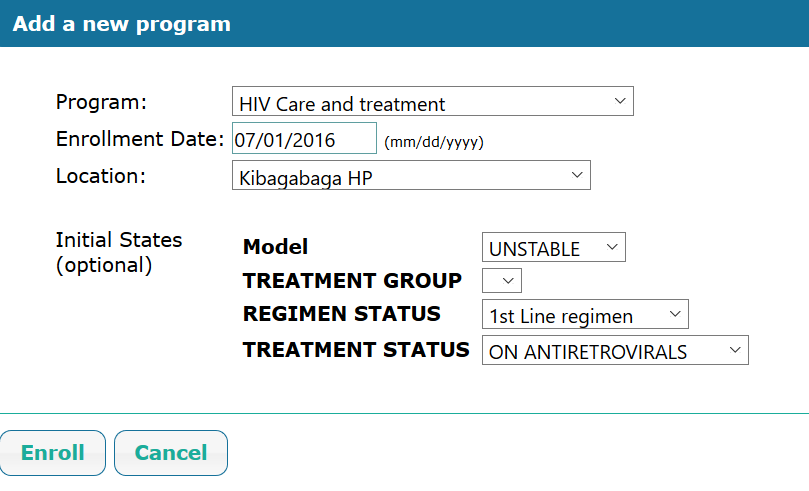 Add a new program
Program: HIV Care and treatment
Enrollment Date: 07/01/2016 (mm/dd/yyyy)
Location: Kibagabaga HP
Initial States
(optional)
Model UNSTABLE
TREATMENT GROUP
REGIMEN STATUS 1st Line regimen
TREATMENT STATUS ON ANTIRETROVIRALS
Enroll Cancel